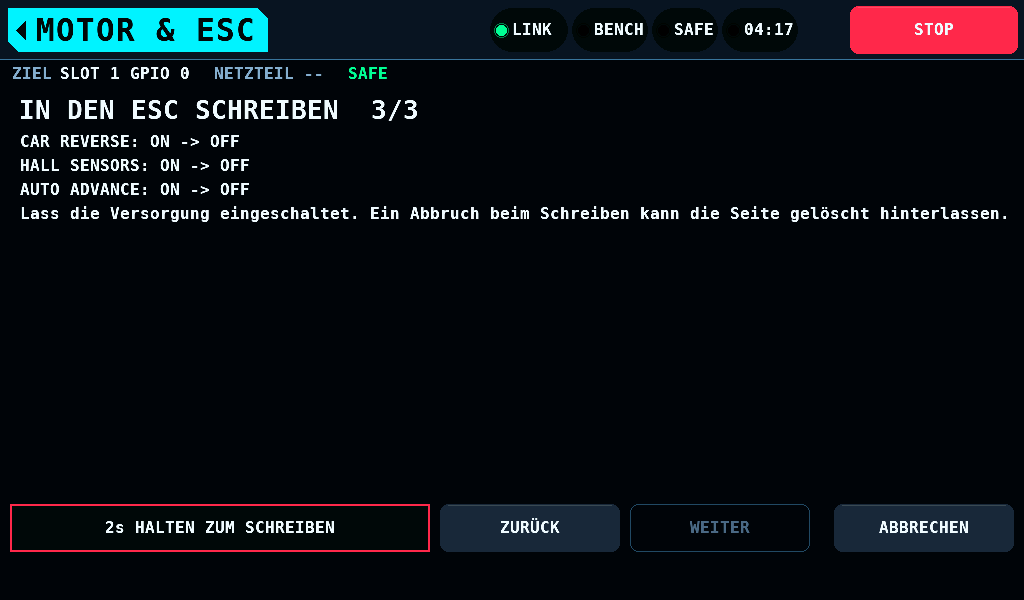 MOTOR & ESC
LINK
BENCH
SAFE
04:17
STOP
ZIEL SLOT 1 GPIO 0 NETZTEIL -- SAFE
IN DEN ESC SCHREIBEN 3/3
CAR REVERSE: ON -> OFF
HALL SENSORS: ON -> OFF
AUTO ADVANCE: ON -> OFF
Lass die Versorgung eingeschaltet. Ein Abbruch beim Schreiben kann die Seite gelöscht hinterlassen.
2s HALTEN ZUM SCHREIBEN
ZURÜCK
WEITER
ABBRECHEN